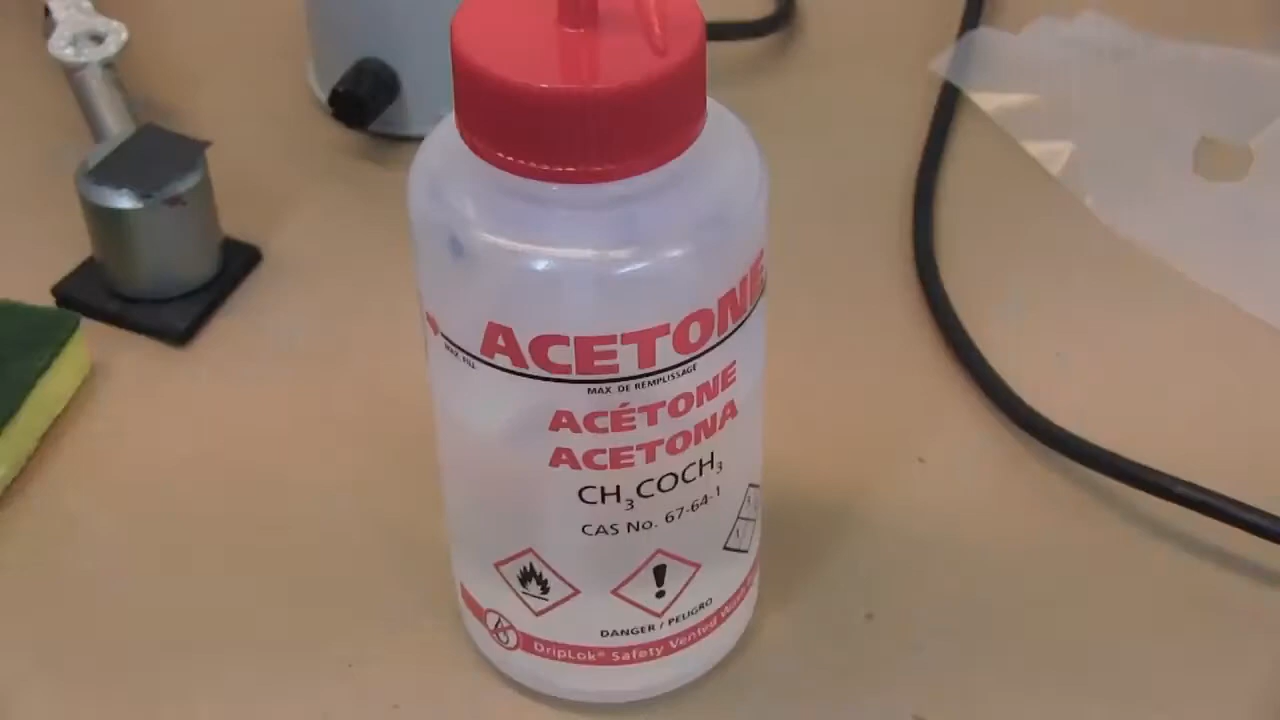 ACETONE
MAX. FILL
MAX. DE REMPLISSAGE
ACÉTONE
ACETONA
CH₃COCH₃
CAS No. 67-64-1
DANGER / PELIGRO
DripLok® Safety Vented